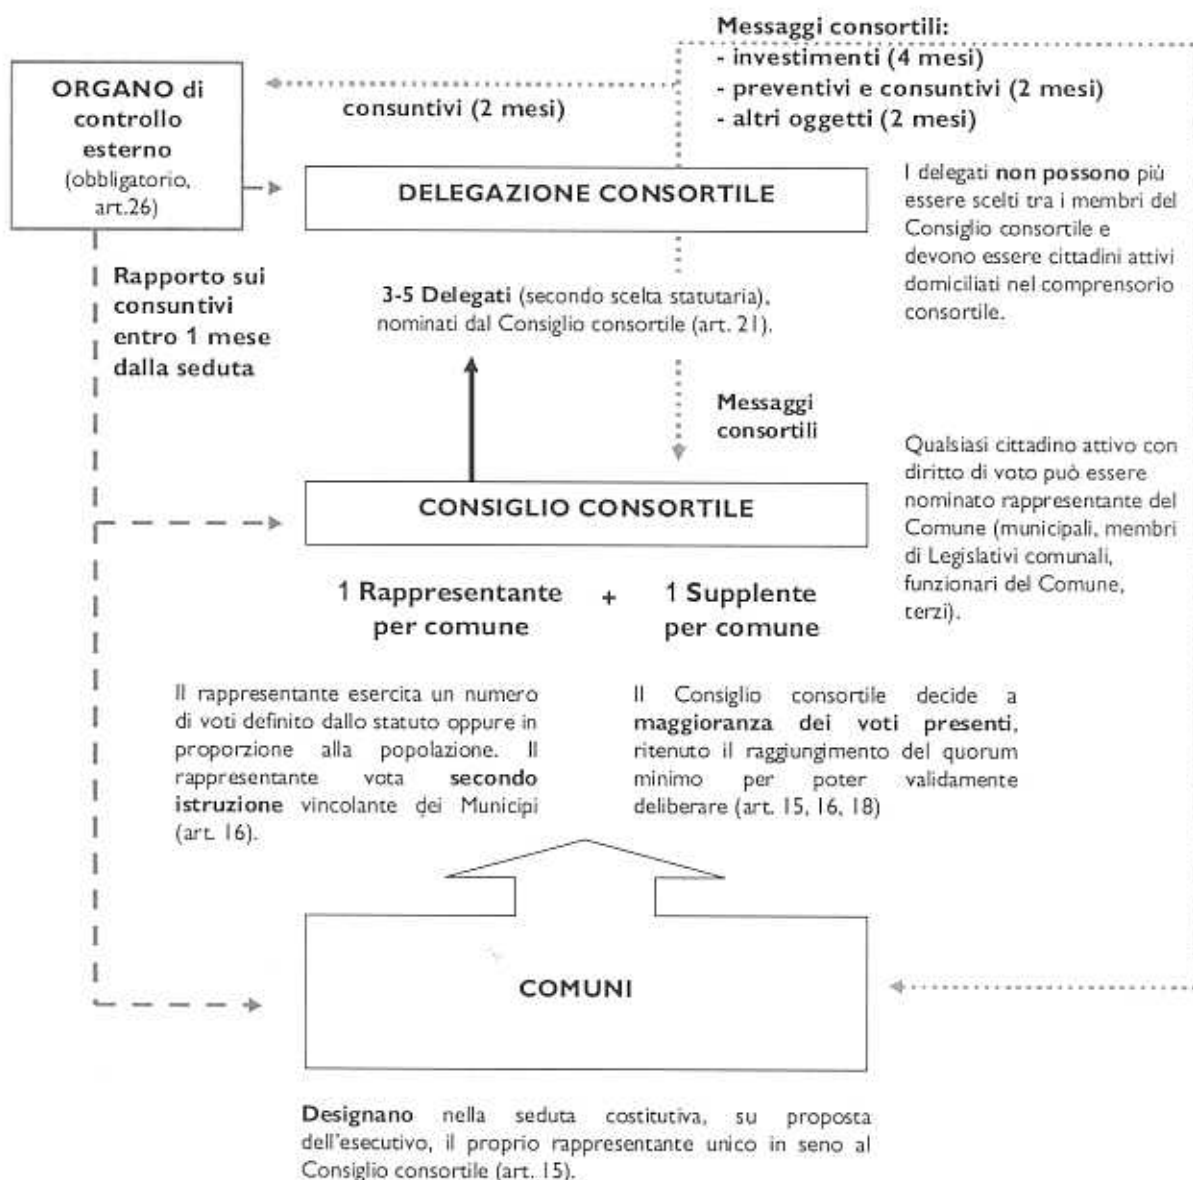 Messaggi consortili:
- investimenti (4 mesi)
- preventivi e consuntivi (2 mesi)
- altri oggetti (2 mesi)
ORGANO di
controllo
esterno
(obbligatorio,
art.26)
consuntivi (2 mesi)
DELEGAZIONE CONSORTILE
I delegati non possono più
essere scelti tra i membri del
Consiglio consortile e
devono essere cittadini attivi
domiciliati nel comprensorio
consortile.
Rapporto sui
consuntivi
entro 1 mese
dalla seduta
3-5 Delegati (secondo scelta statutaria),
nominati dal Consiglio consortile (art. 21).
Messaggi
consortili
CONSIGLIO CONSORTILE
Qualsiasi cittadino attivo con
diritto di voto può essere
nominato rappresentante del
Comune (municipali, membri
di Legislativi comunali,
funzionari del Comune,
terzi).
1 Rappresentante
per comune
+
1 Supplente
per comune
Il rappresentante esercita un numero
di voti definito dallo statuto oppure in
proporzione alla popolazione. Il
rappresentante vota secondo
istruzione vincolante dei Municipi
(art. 16).
Il Consiglio consortile decide a
maggioranza dei voti presenti,
ritenuto il raggiungimento del quorum
minimo per poter validamente
deliberare (art. 15, 16, 18)
COMUNI
Designano nella seduta costitutiva, su proposta
dell'esecutivo, il proprio rappresentante unico in seno al
Consiglio consortile (art. 15).